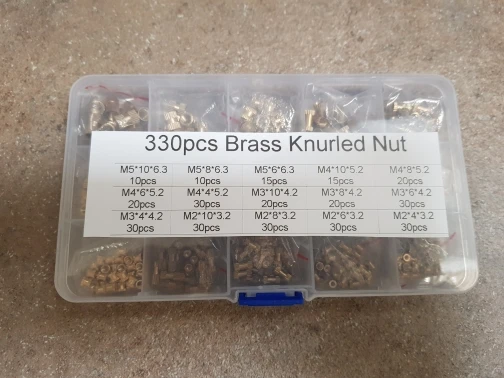 330pcs Brass Knurled Nut
M5*10*6.3 M5*8*6.3 M5*6*6.3 M4*10*5.2 M4*8*5.2
10pcs 10pcs 15pcs 15pcs 20pcs
M4*6*5.2 M4*4*5.2 M3*10*4.2 M3*8*4.2 M3*6*4.2
20pcs 30pcs 20pcs 20pcs 30pcs
M3*4*4.2 M2*10*3.2 M2*8*3.2 M2*6*3.2 M2*4*3.2
30pcs 30pcs 30pcs 30pcs 30pcs